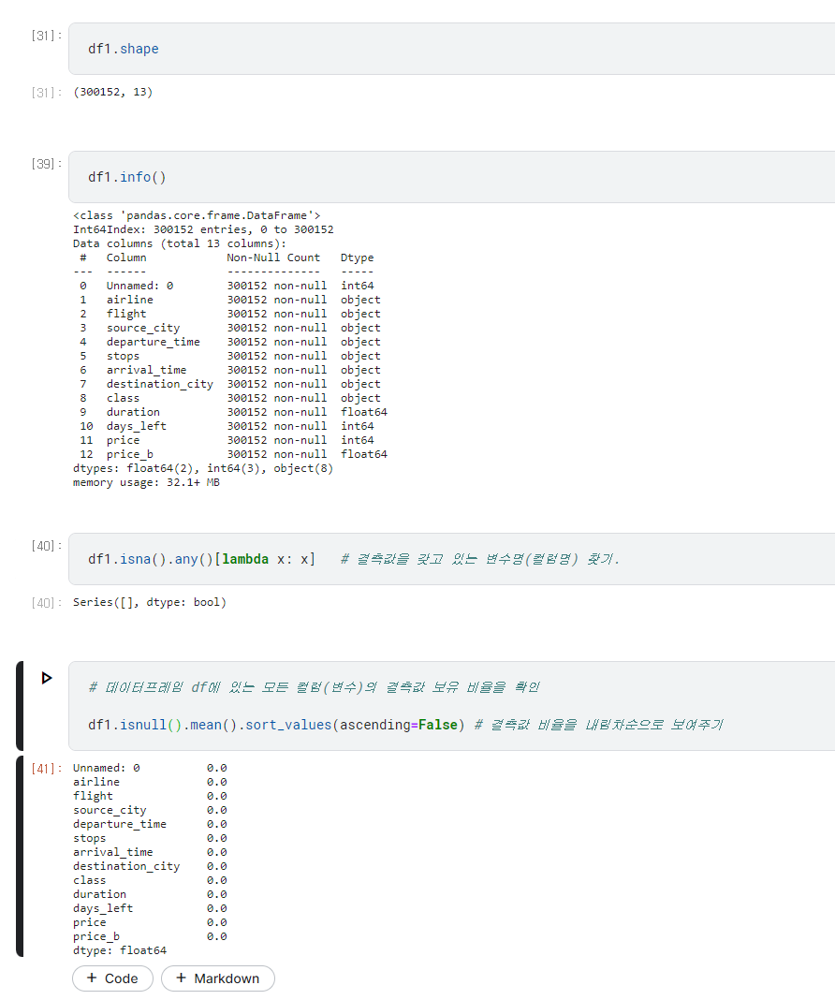 [31]:
df1.shape
[31]: (300152, 13)
[39]:
df1.info()
<class 'pandas.core.frame.DataFrame'>
Int64Index: 300152 entries, 0 to 300152
Data columns (total 13 columns):
 #   Column            Non-Null Count   Dtype
---  ------            --------------   -----
 0   Unnamed: 0        300152 non-null  int64
 1   airline           300152 non-null  object
 2   flight            300152 non-null  object
 3   source_city       300152 non-null  object
 4   departure_time    300152 non-null  object
 5   stops             300152 non-null  object
 6   arrival_time      300152 non-null  object
 7   destination_city  300152 non-null  object
 8   class             300152 non-null  object
 9   duration          300152 non-null  float64
 10  days_left         300152 non-null  int64
 11  price             300152 non-null  int64
 12  price_b           300152 non-null  float64
dtypes: float64(2), int64(3), object(8)
memory usage: 32.1+ MB
[40]:
df1.isna().any()[lambda x: x]   # 결측값을 갖고 있는 변수명(컬럼명) 찾기.
[40]: Series([], dtype: bool)
# 데이터프레임 df에 있는 모든 컬럼(변수)의 결측값 보유 비율을 확인
df1.isnull().mean().sort_values(ascending=False) # 결측값 비율을 내림차순으로 보여주기
[41]: Unnamed: 0          0.0
airline             0.0
flight              0.0
source_city         0.0
departure_time      0.0
stops               0.0
arrival_time        0.0
destination_city    0.0
class               0.0
duration            0.0
days_left           0.0
price               0.0
price_b             0.0
dtype: float64
+ Code + Markdown